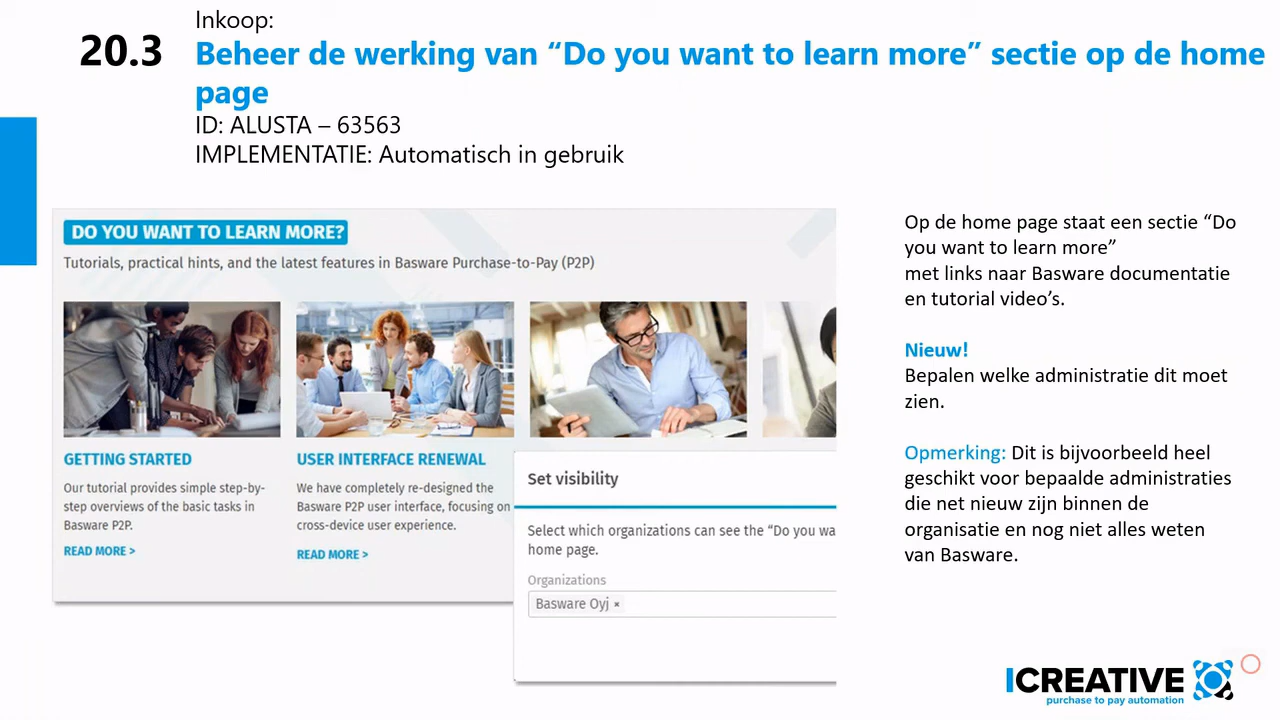 Inkoop:
20.3
Beheer de werking van “Do you want to learn more” sectie op de home
page
ID: ALUSTA – 63563
IMPLEMENTATIE: Automatisch in gebruik
DO YOU WANT TO LEARN MORE?
Tutorials, practical hints, and the latest features in Basware Purchase-to-Pay (P2P)
GETTING STARTED
Our tutorial provides simple step-by-
step overviews of the basic tasks in
Basware P2P.
READ MORE >
USER INTERFACE RENEWAL
We have completely re-designed the
Basware P2P user interface, focusing on
cross-device user experience.
READ MORE >
Set visibility
Select which organizations can see the “Do you wa
home page.
Organizations
Basware Oyj ×
Op de home page staat een sectie “Do
you want to learn more”
met links naar Basware documentatie
en tutorial video’s.
Nieuw!
Bepalen welke administratie dit moet
zien.
Opmerking: Dit is bijvoorbeeld heel
geschikt voor bepaalde administraties
die net nieuw zijn binnen de
organisatie en nog niet alles weten
van Basware.
ICREATIVE
purchase to pay automation